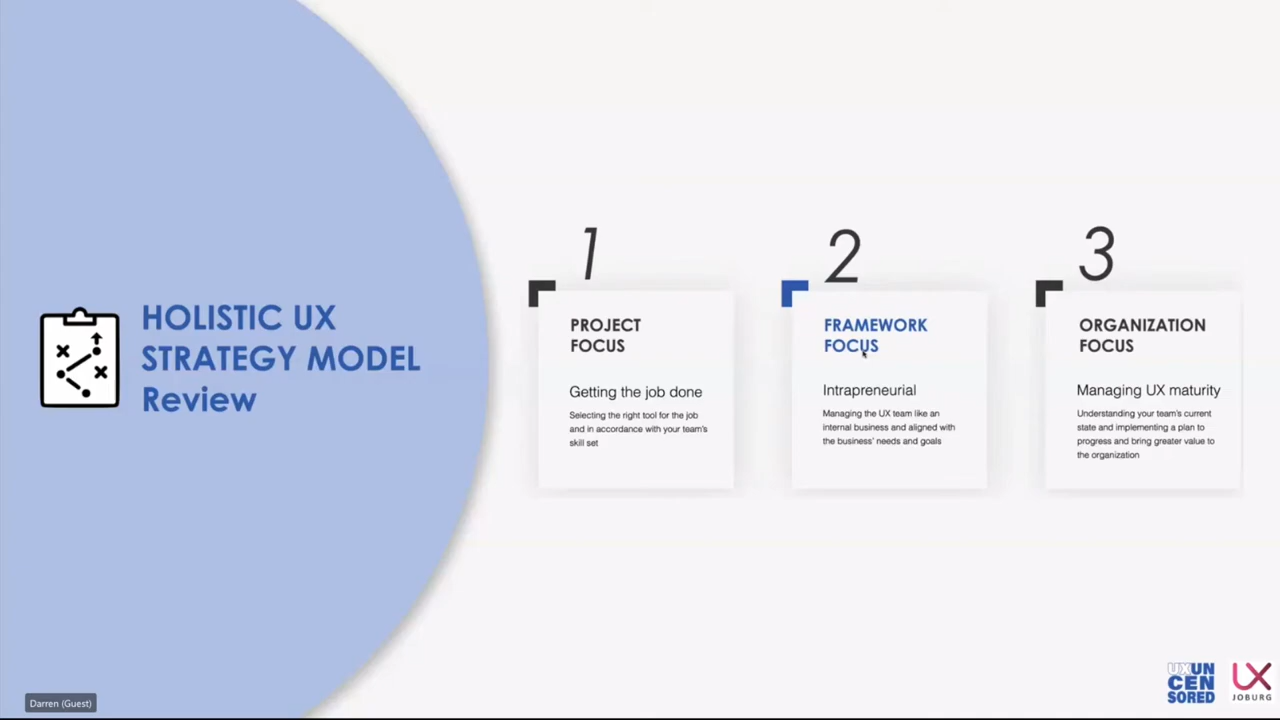 HOLISTIC UX
STRATEGY MODEL
Review
1
PROJECT
FOCUS
Getting the job done
Selecting the right tool for the job
and in accordance with your team's
skill set
2
FRAMEWORK
FOCUS
Intrapreneurial
Managing the UX team like an
internal business and aligned with
the business' needs and goals
3
ORGANIZATION
FOCUS
Managing UX maturity
Understanding your team's current
state and implementing a plan to
progress and bring greater value to
the organization
Darren (Guest)
UXUN
CEN
SORED
UX
JOBURG